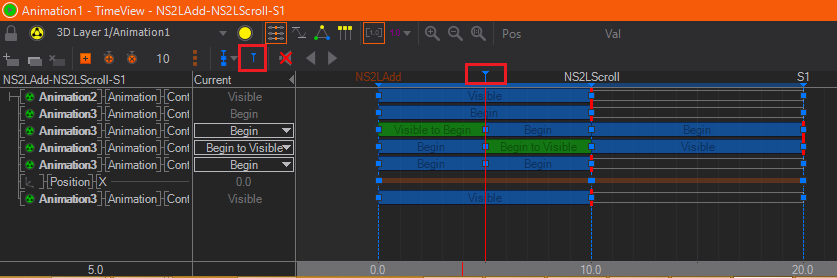 Animation1 - TimeView - NS2LAdd-NS2LScroll-S1
3D Layer 1/Animation1 [1.0] Pos Val
10
NS2LAdd-NS2LScroll-S1 Current NS2LAdd NS2LScroll S1
Animation2 [Animation] [Cont Visible Visible
Animation3 [Animation] [Cont Begin Begin
Animation3 [Animation] [Cont Begin Visible to Begin Begin Begin
Animation3 [Animation] [Cont Begin to Visible Begin Begin to Visible Visible
Animation3 [Animation] [Cont Begin Begin Begin
[Position] X 0.0
Animation3 [Animation] [Cont Visible Visible
5.0 0.0 10.0 20.0